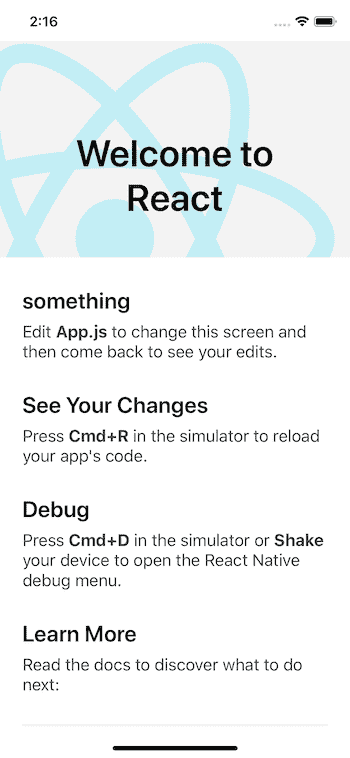 2:16
Welcome to
React
something
Edit App.js to change this screen and
then come back to see your edits.
See Your Changes
Press Cmd+R in the simulator to reload
your app's code.
Debug
Press Cmd+D in the simulator or Shake
your device to open the React Native
debug menu.
Learn More
Read the docs to discover what to do
next: